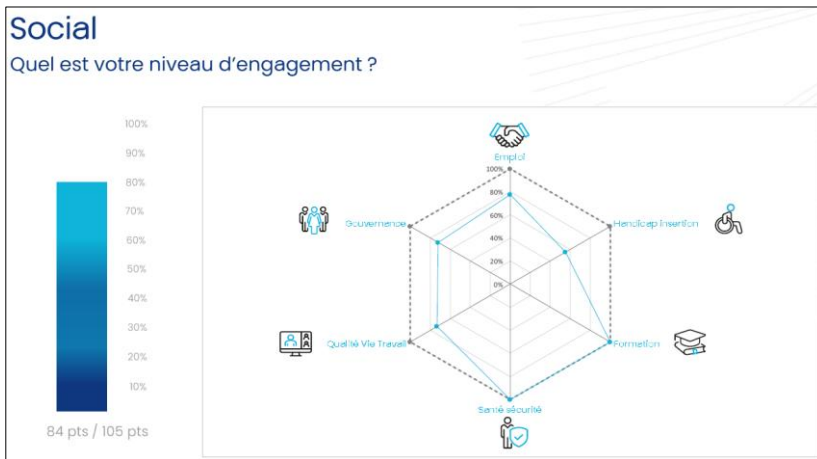 Social
Quel est votre niveau d'engagement ?
100%
90%
80%
70%
60%
50%
40%
30%
20%
10%
84 pts / 105 pts
Emploi
100%
80%
60%
40%
20%
0%
Gouvernance
Handicap insertion
Qualité Vie Travail
Formation
Santé sécurité